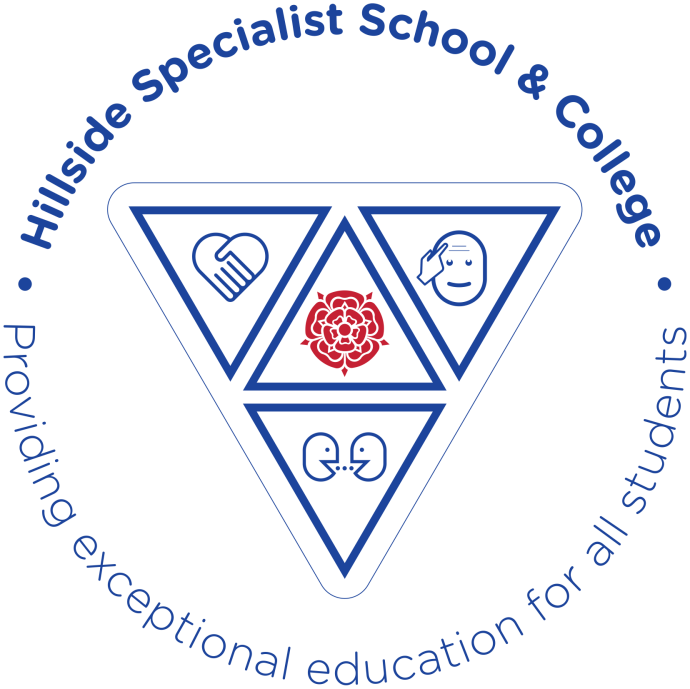 Hillside Specialist School & College
Providing exceptional education for all students